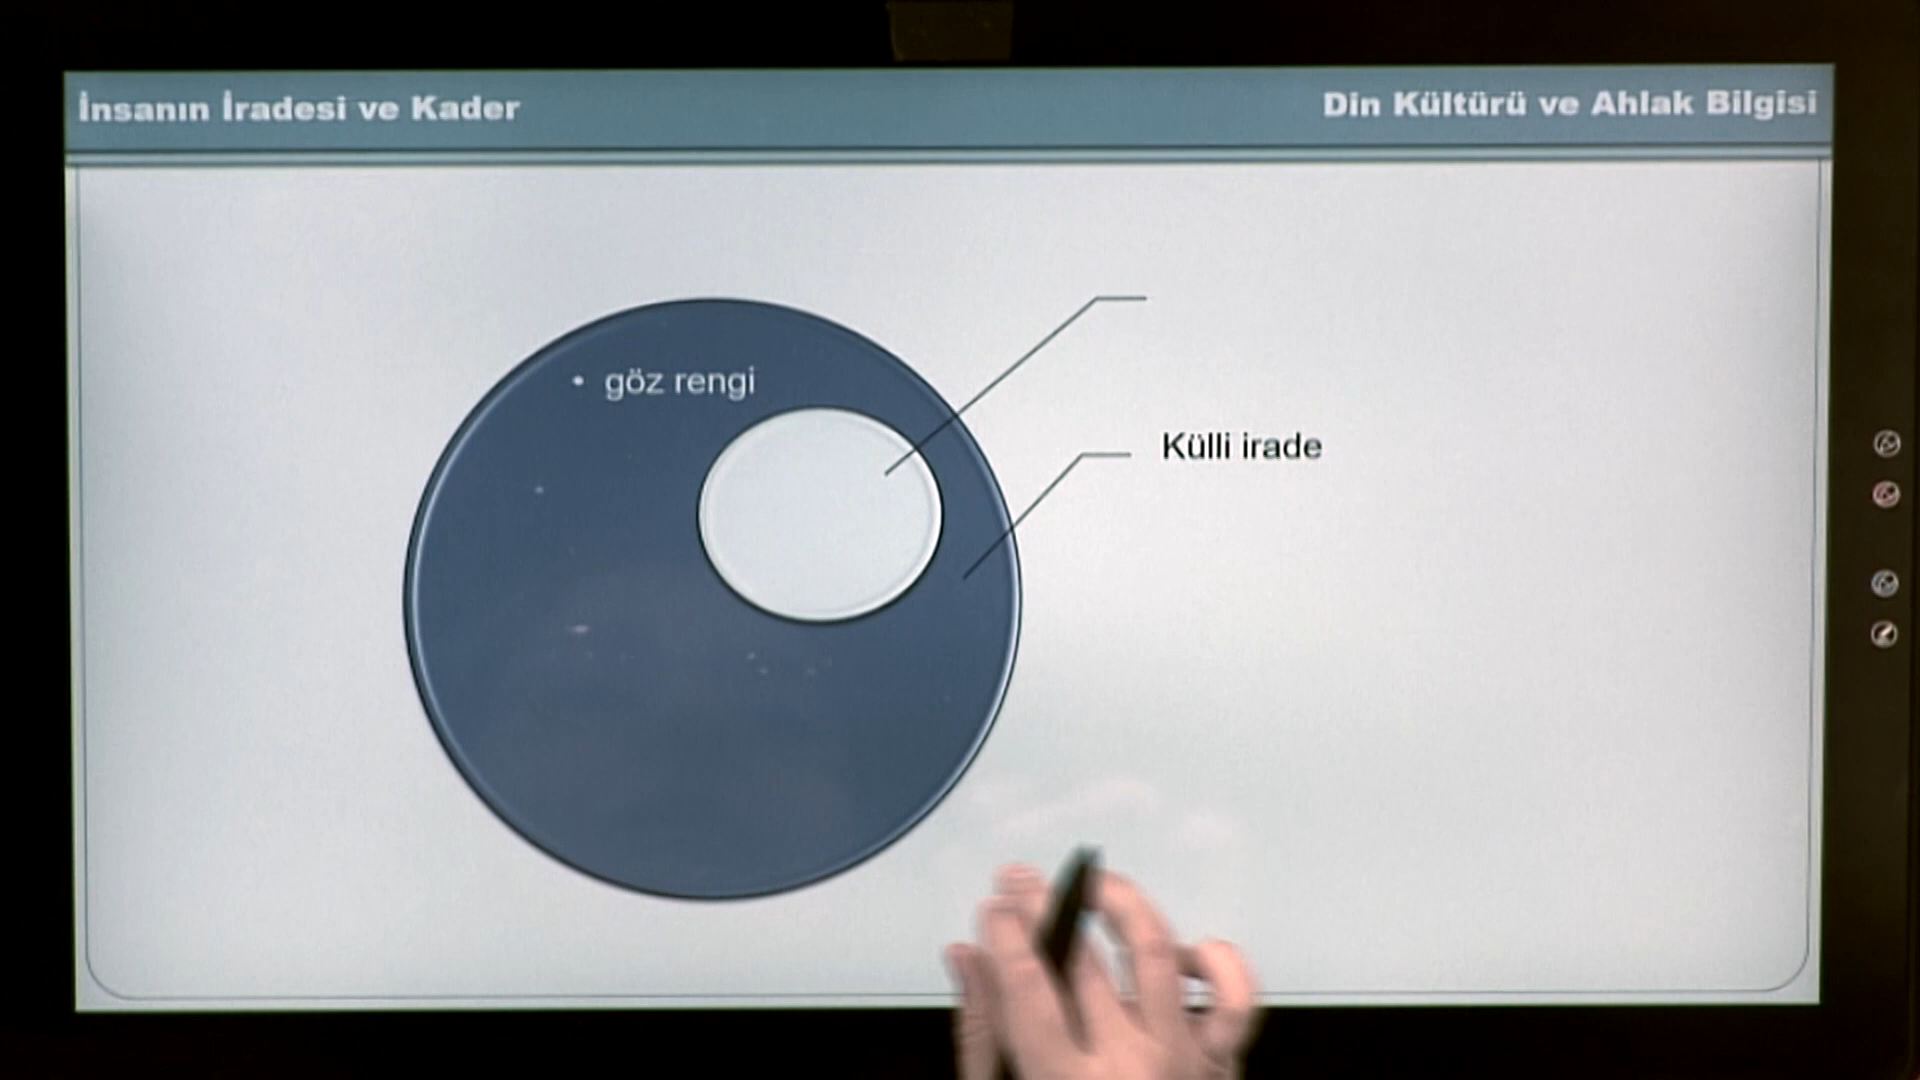 İnsanın İradesi ve Kader
Din Kültürü ve Ahlak Bilgisi
• göz rengi
Külli irade